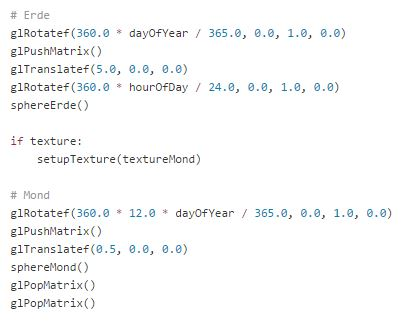 # Erde
glRotatef(360.0 * dayOfYear / 365.0, 0.0, 1.0, 0.0)
glPushMatrix()
glTranslatef(5.0, 0.0, 0.0)
glRotatef(360.0 * hourOfDay / 24.0, 0.0, 1.0, 0.0)
sphereErde()

if texture:
    setupTexture(textureMond)

# Mond
glRotatef(360.0 * 12.0 * dayOfYear / 365.0, 0.0, 1.0, 0.0)
glPushMatrix()
glTranslatef(0.5, 0.0, 0.0)
sphereMond()
glPopMatrix()
glPopMatrix()